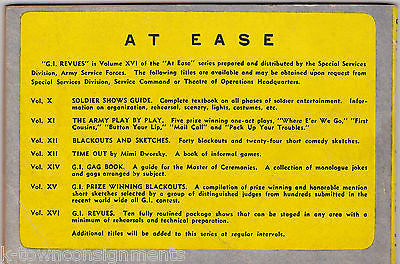 AT EASE
"G.I. REVUES" is Volume XVI of the "At Ease" series prepared and distributed by the Special Services
Division, Army Service Forces. The following titles are available and may be obtained upon request
from Special Services Division, Service Command or Theatre of Operations Headquarters.
Vol. X SOLDIER SHOWS GUIDE. Complete textbook on all phases of soldier entertainment. Infor-
mation on organization, rehearsal, scenery, lights, costumes, etc.
Vol. XI THE ARMY PLAY BY PLAY. Five prize winning one-act plays, "Where E'er We Go," "First
Cousins," "Button Your Lip," "Mail Call" and "Pack Up Your Troubles."
Vol. XII BLACKOUTS AND SKETCHES. Forty blackouts and twenty-four short comedy sketches.
Vol. XII TIME OUT by Mimi Dworsky. A book of informal games.
Vol. XIV G.I. GAG BOOK. A guide for the Master of Ceremonies. A collection of monologue jokes
and gags arranged by subject.
Vol. XV G.I. PRIZE WINNING BLACKOUTS. A compilation of prize winning and honorable mention
short sketches selected by a group of distinguished judges from hundreds submitted in the
recent world wide all G.I. contest.
Vol. XVI G.I. REVUES. Ten fully routined package shows that can be staged in any area with a
minimum of rehearsals and technical preparation.
Additional titles will be added to this series at regular intervals.
k-townconsignments